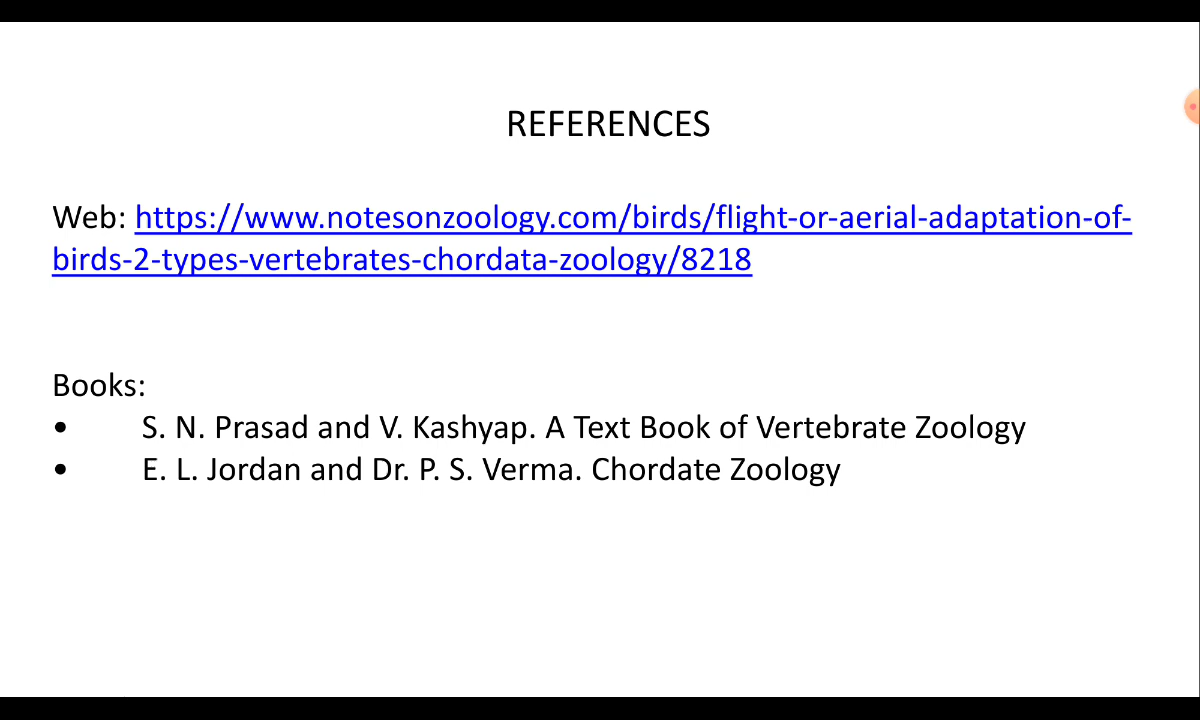 REFERENCES
Web: https://www.notesonzoology.com/birds/flight-or-aerial-adaptation-of-
birds-2-types-vertebrates-chordata-zoology/8218
Books:
• S. N. Prasad and V. Kashyap. A Text Book of Vertebrate Zoology
• E. L. Jordan and Dr. P. S. Verma. Chordate Zoology